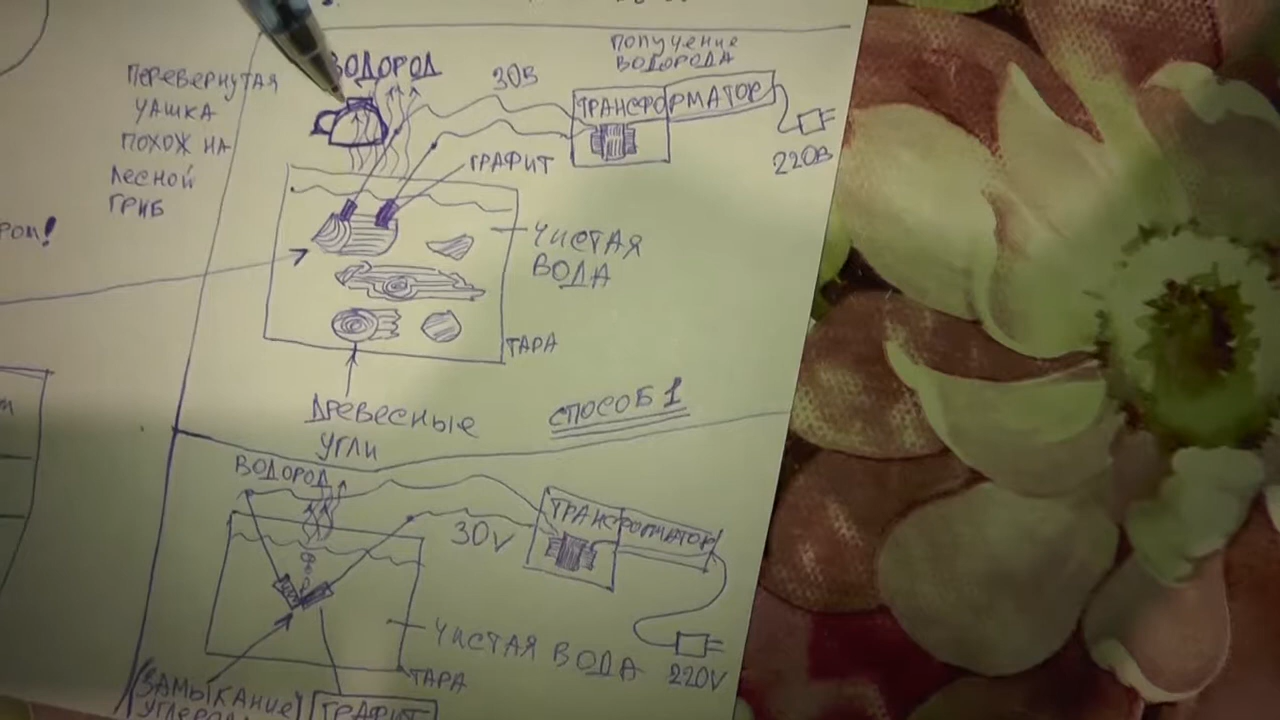 ПОЛУЧЕНИЕ
ВОДОРОДА
ВОДОРОД
30В
ТРАНСФОРМАТОР
220В
ПЕРЕВЕРНУТАЯ
ЧАШКА
ПОХОЖ НА
ЛЕСНОЙ
ГРИБ
ГРАФИТ
ЧИСТАЯ
ВОДА
ТАРА
ДРЕВЕСНЫЕ
УГЛИ
СПОСОБ 1
ВОДОРОД
30V
ТРАНСФОРМАТОР
ЧИСТАЯ ВОДА
220V
ТАРА
ЗАМЫКАНИЕ
ГРАФИТ